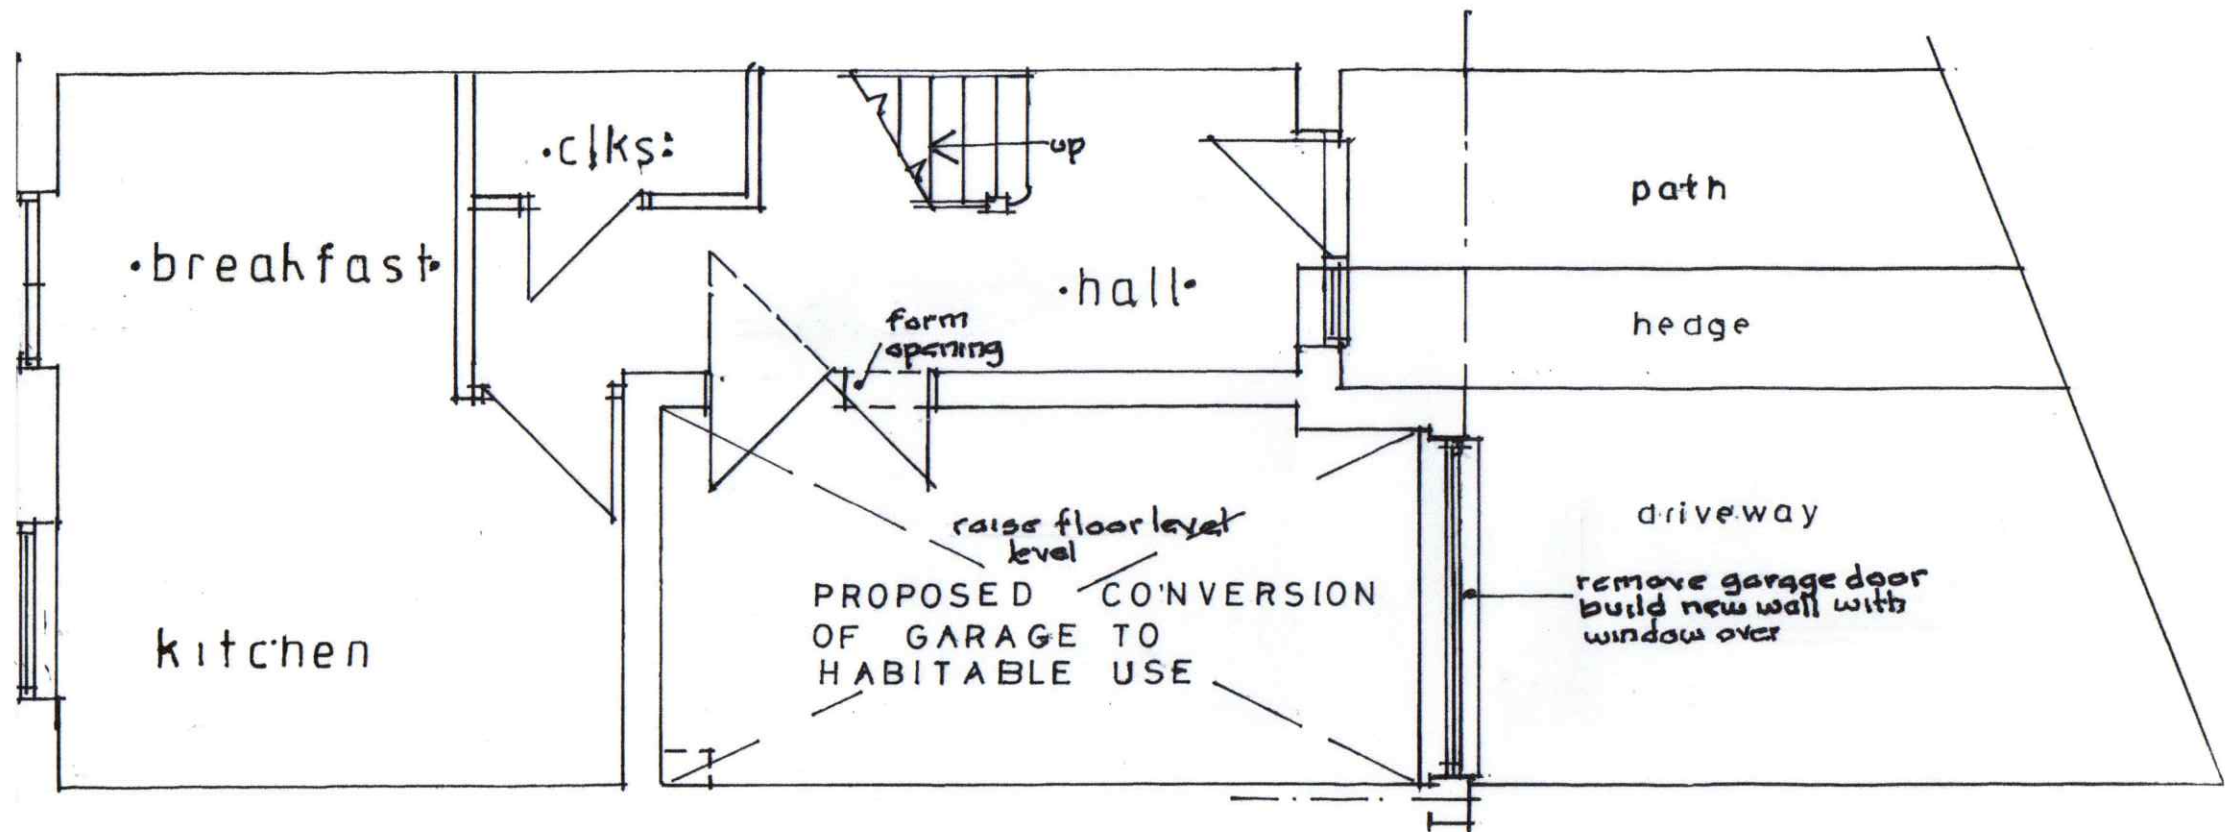 ·clks:
up
path
·breakfast·
·hall·
form
opening
hedge
raise floor level
level
driveway
PROPOSED CONVERSION
OF GARAGE TO
HABITABLE USE
remove garage door
build new wall with
window over
kitchen